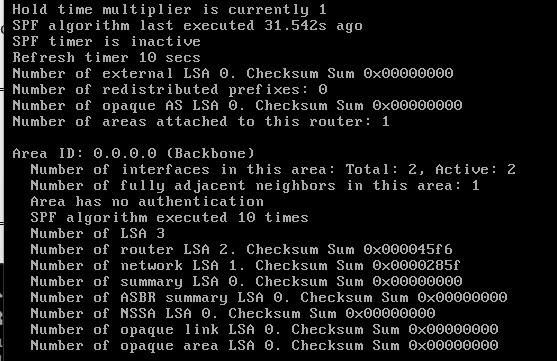 Hold time multiplier is currently 1
SPF algorithm last executed 31.542s ago
SPF timer is inactive
Refresh timer 10 secs
Number of external LSA 0. Checksum Sum 0x00000000
Number of redistributed prefixes: 0
Number of opaque AS LSA 0. Checksum Sum 0x00000000
Number of areas attached to this router: 1
Area ID: 0.0.0.0 (Backbone)
Number of interfaces in this area: Total: 2, Active: 2
Number of fully adjacent neighbors in this area: 1
Area has no authentication
SPF algorithm executed 10 times
Number of LSA 3
Number of router LSA 2. Checksum Sum 0x000045f6
Number of network LSA 1. Checksum Sum 0x0000285f
Number of summary LSA 0. Checksum Sum 0x00000000
Number of ASBR summary LSA 0. Checksum Sum 0x00000000
Number of NSSA LSA 0. Checksum Sum 0x00000000
Number of opaque link LSA 0. Checksum Sum 0x00000000
Number of opaque area LSA 0. Checksum Sum 0x00000000